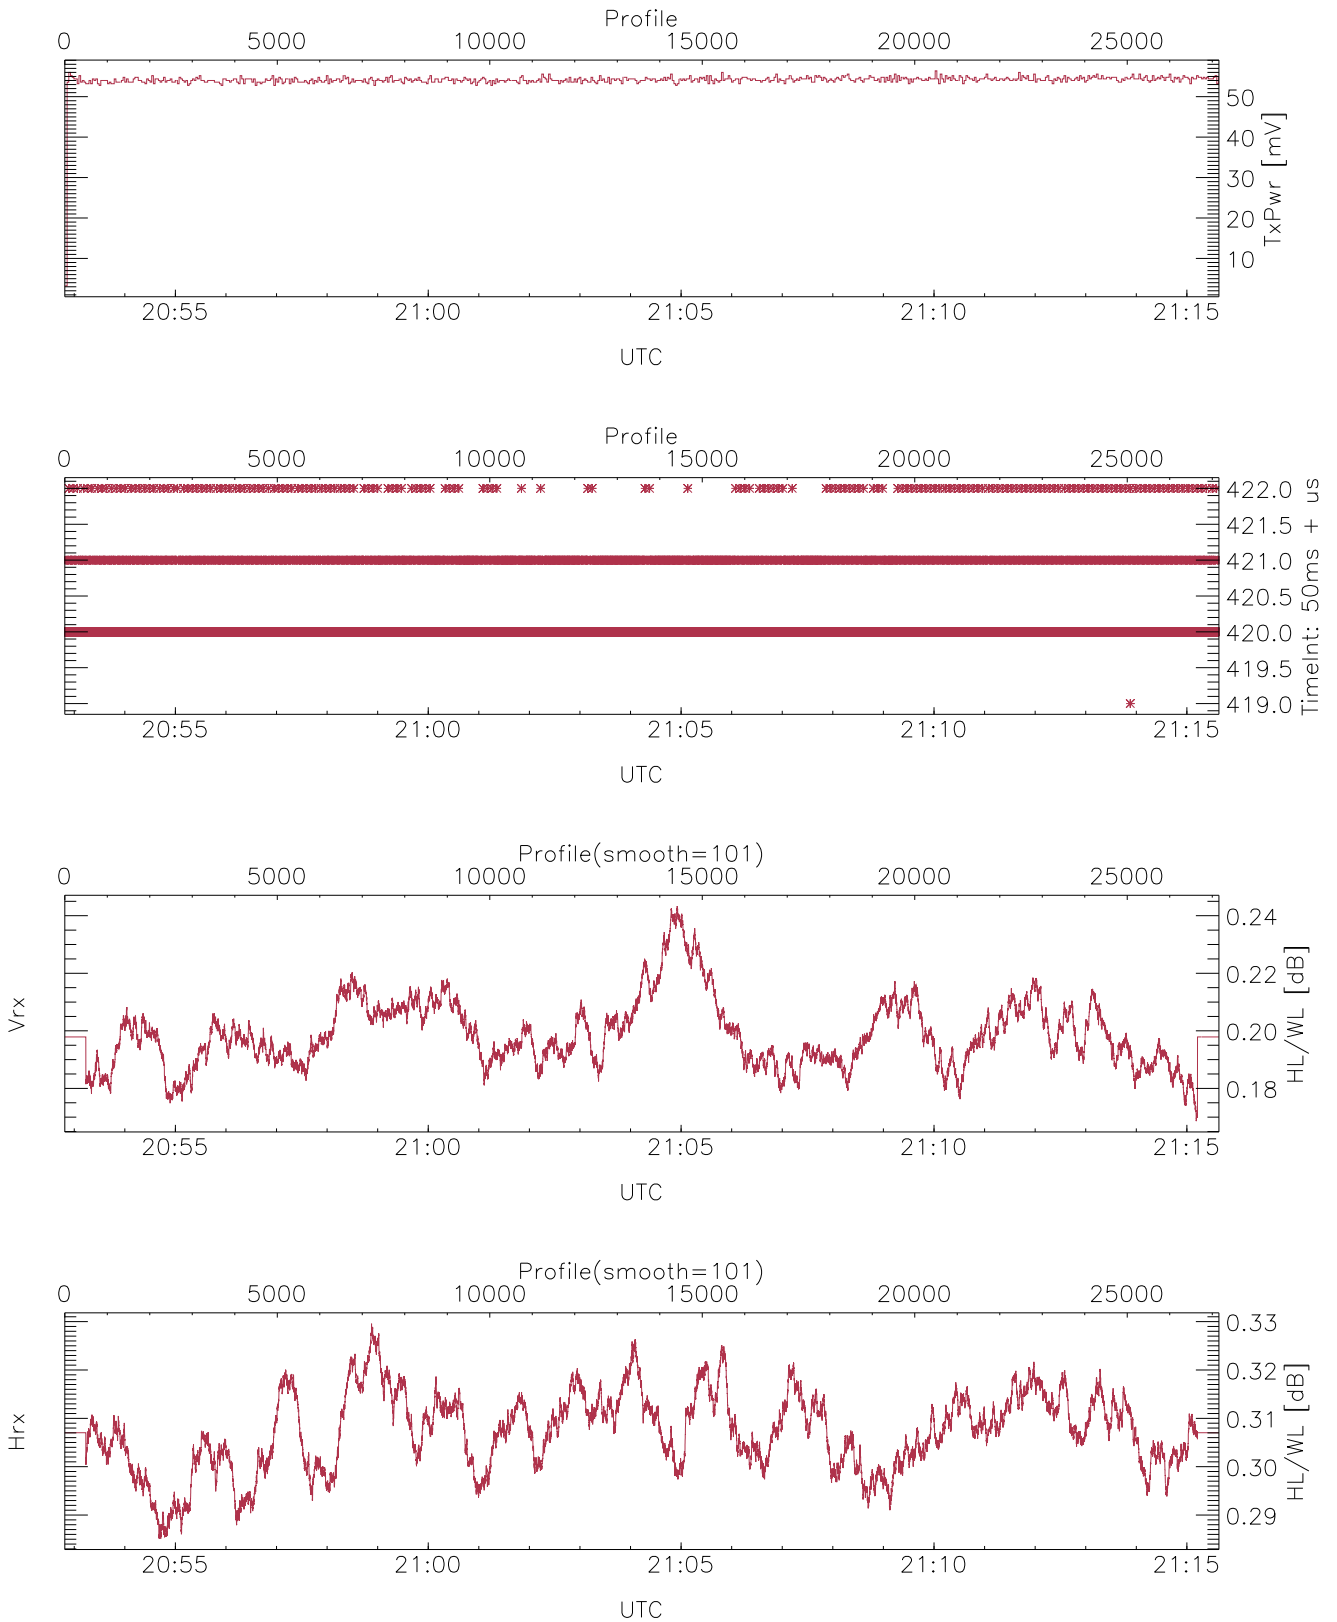 Profile
0 5000 10000 15000 20000 25000
50
40
30
20
10
TxPwr [mV]
20:55 21:00 21:05 21:10 21:15
UTC
Profile
0 5000 10000 15000 20000 25000
422.0
421.5
421.0
420.5
420.0
419.5
419.0
TimeInt: 50ms + us
20:55 21:00 21:05 21:10 21:15
UTC
Profile(smooth=101)
0 5000 10000 15000 20000 25000
Vrx
0.24
0.22
0.20
0.18
HL/WL [dB]
20:55 21:00 21:05 21:10 21:15
UTC
Profile(smooth=101)
0 5000 10000 15000 20000 25000
Hrx
0.33
0.32
0.31
0.30
0.29
HL/WL [dB]
20:55 21:00 21:05 21:10 21:15
UTC